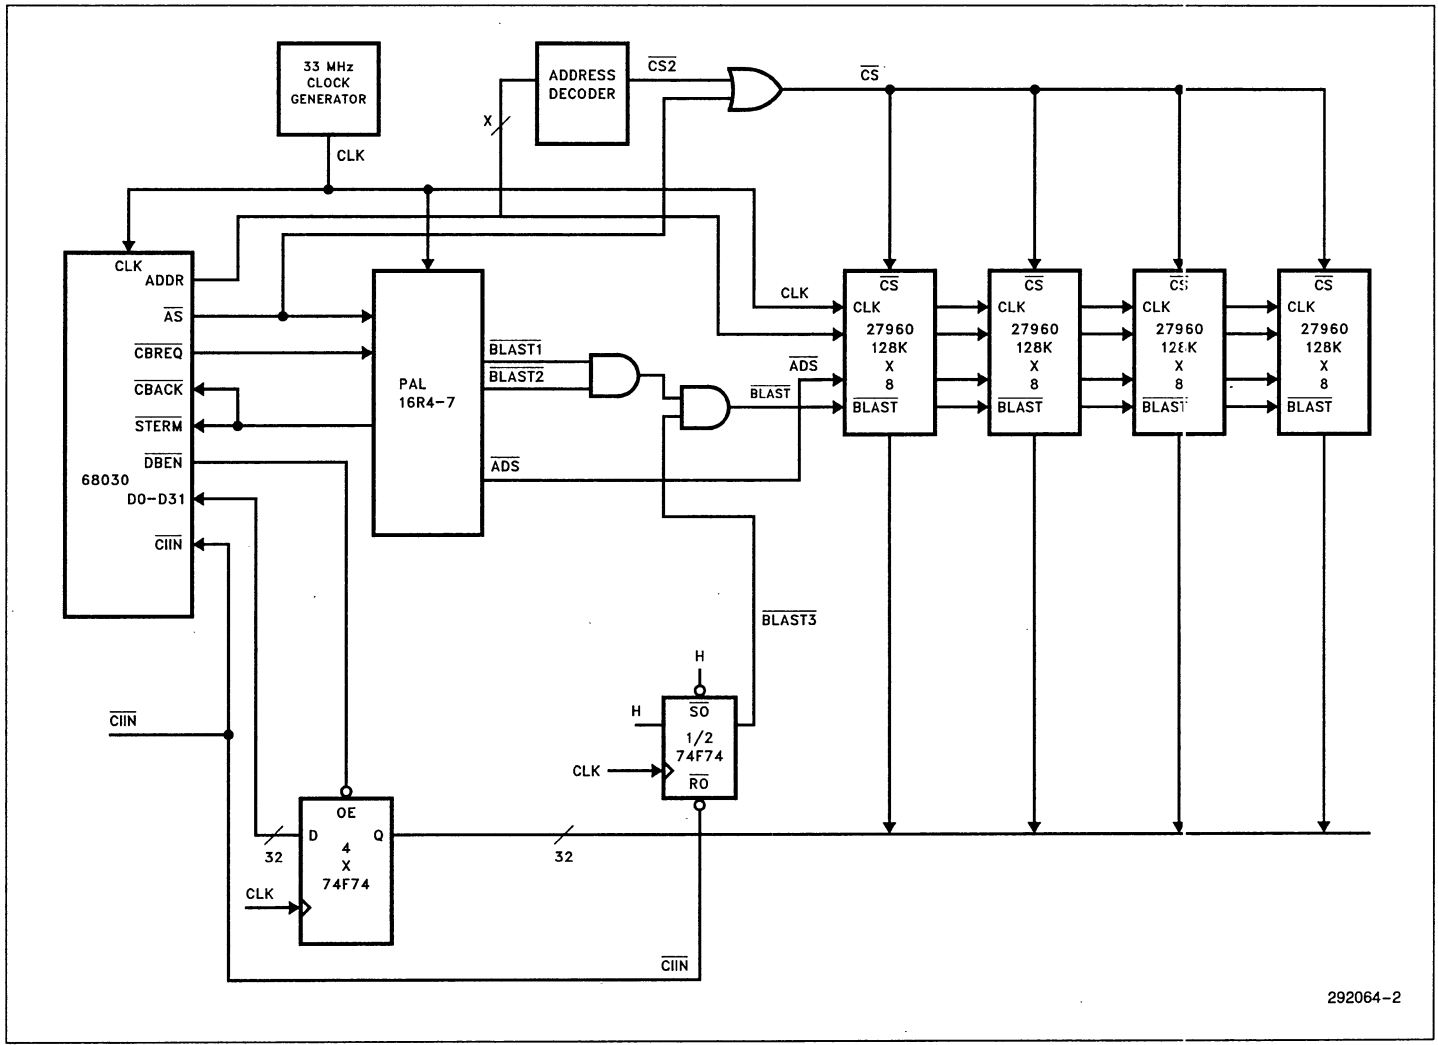 33 MHz
CLOCK
GENERATOR
CLK
ADDRESS
DECODER
X
CS2
CS
CLK
ADDR
AS
CBREQ
CBACK
STERM
DBEN
68030
D0-D31
CIIN
PAL
16R4-7
BLAST1
BLAST2
ADS
CLK
ADS
BLAST
CS
CLK
27960
128K
X
8
BLAST
CS
CLK
27960
128K
X
8
BLAST
CS
CLK
27960
128K
X
8
BLAST
CS
CLK
27960
128K
X
8
BLAST
BLAST3
H
H
SO
1/2
74F74
RO
CLK
CIIN
OE
D
Q
4
X
74F74
32
32
CLK
CIIN
292064-2